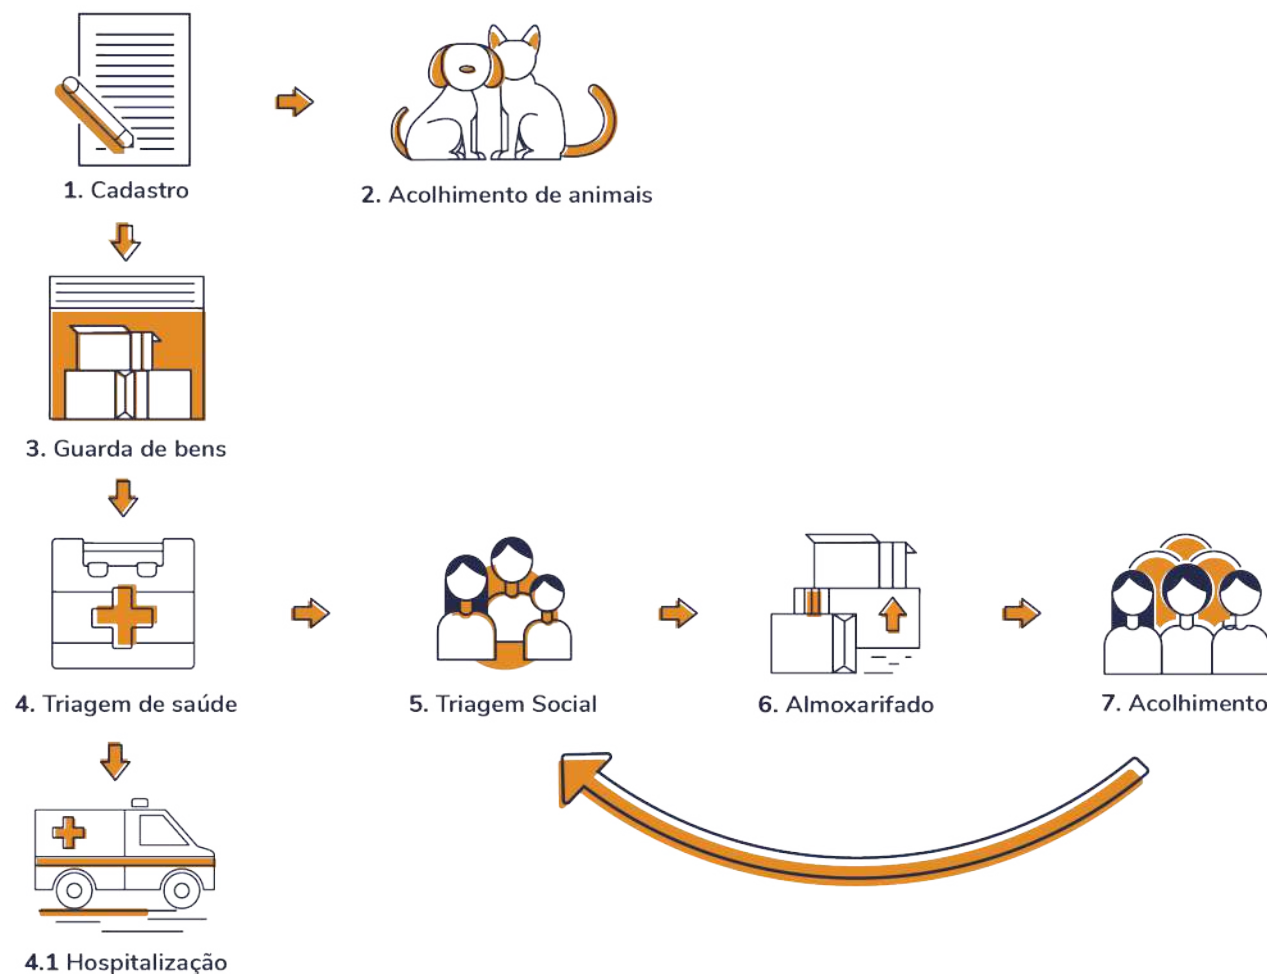 1. Cadastro
2. Acolhimento de animais
3. Guarda de bens
4. Triagem de saúde
5. Triagem Social
6. Almoxarifado
7. Acolhimento
4.1 Hospitalização